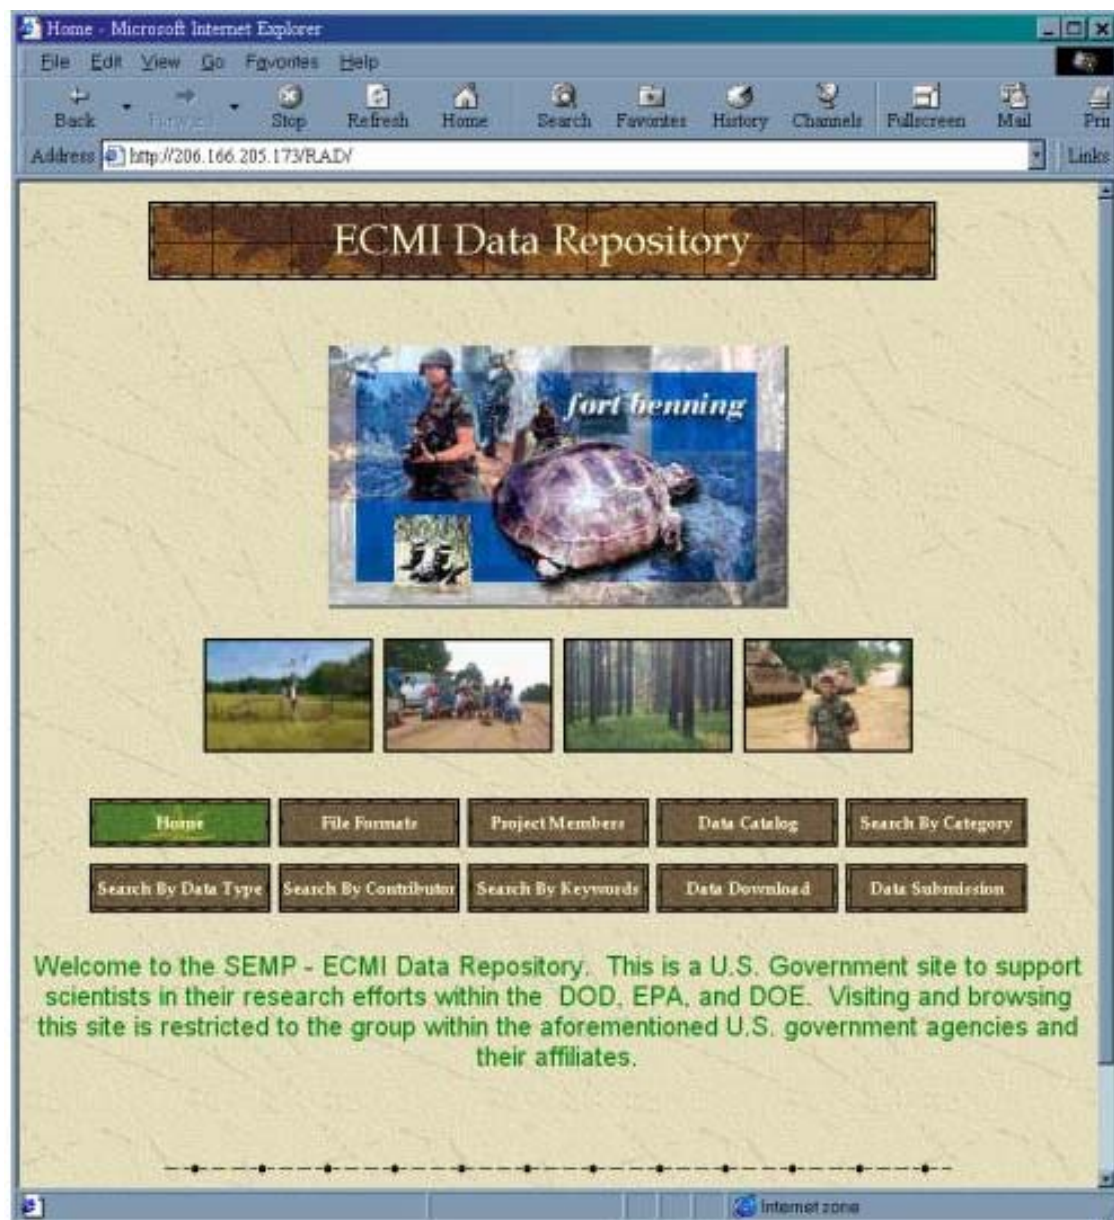 Home - Microsoft Internet Explorer
File Edit View Go Favorites Help
Back Forward Stop Refresh Home Search Favorites History Channels Fullscreen Mail Prin
Address http://206.166.205.173/RAD/ Links
ECMI Data Repository
fort benning
Home File Formats Project Members Data Catalog Search By Category
Search By Data Type Search By Contributor Search By Keywords Data Download Data Submission
Welcome to the SEMP - ECMI Data Repository. This is a U.S. Government site to support
scientists in their research efforts within the DOD, EPA, and DOE. Visiting and browsing
this site is restricted to the group within the aforementioned U.S. government agencies and
their affiliates.
Internet zone